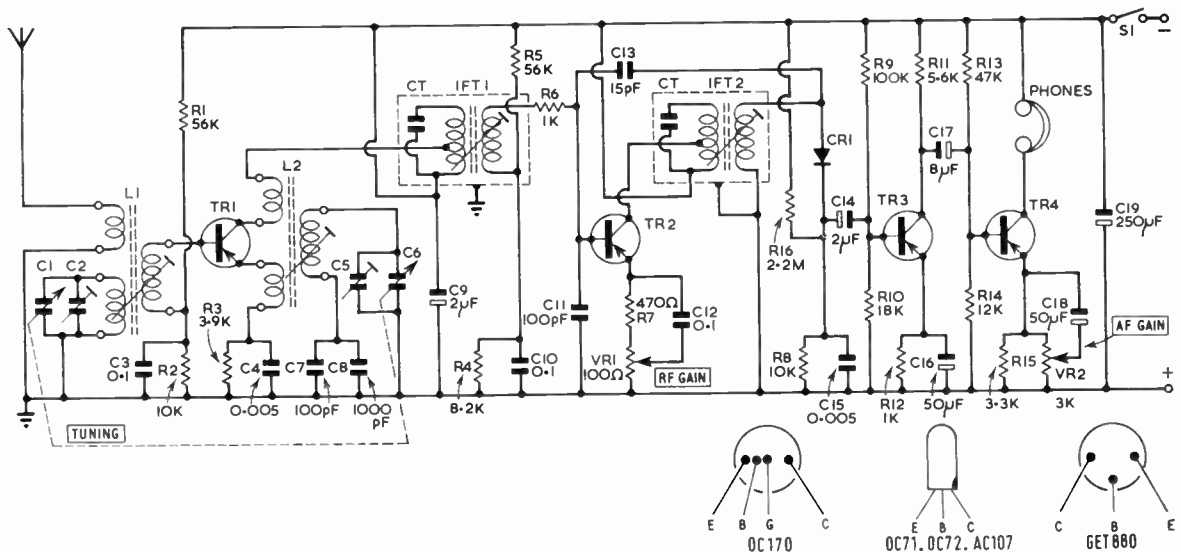 S1
−
R1
56K
L1
C1
C2
C3
0·1
R2
10K
TUNING
TR1
L2
R3
3·9K
C4
0·005
C5
C6
C7
100pF
C8
1000
pF
CT
IFT1
C9
2µF
R5
56K
R6
1K
R4
8·2K
C10
0·1
C11
100pF
C13
15pF
CT
IFT2
TR2
470Ω
R7
VR1
100Ω
C12
0·1
RF GAIN
R16
2·2M
CR1
C14
2µF
R8
10K
C15
0·005
R9
100K
R10
18K
TR3
R11
5·6K
C17
8µF
R12
1K
C16
50µF
R13
47K
R14
12K
TR4
PHONES
R15
3·3K
C18
50µF
VR2
3K
AF GAIN
C19
250µF
+
E B G C
OC170
E B C
OC71. OC72. AC107
C B E
GET880